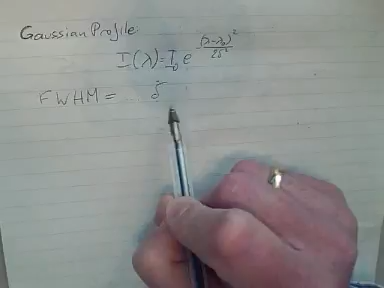 Gaussian Profile:
I(λ) = I₀ e^(-(λ-λ₀)²/2δ²)
FWHM = δ